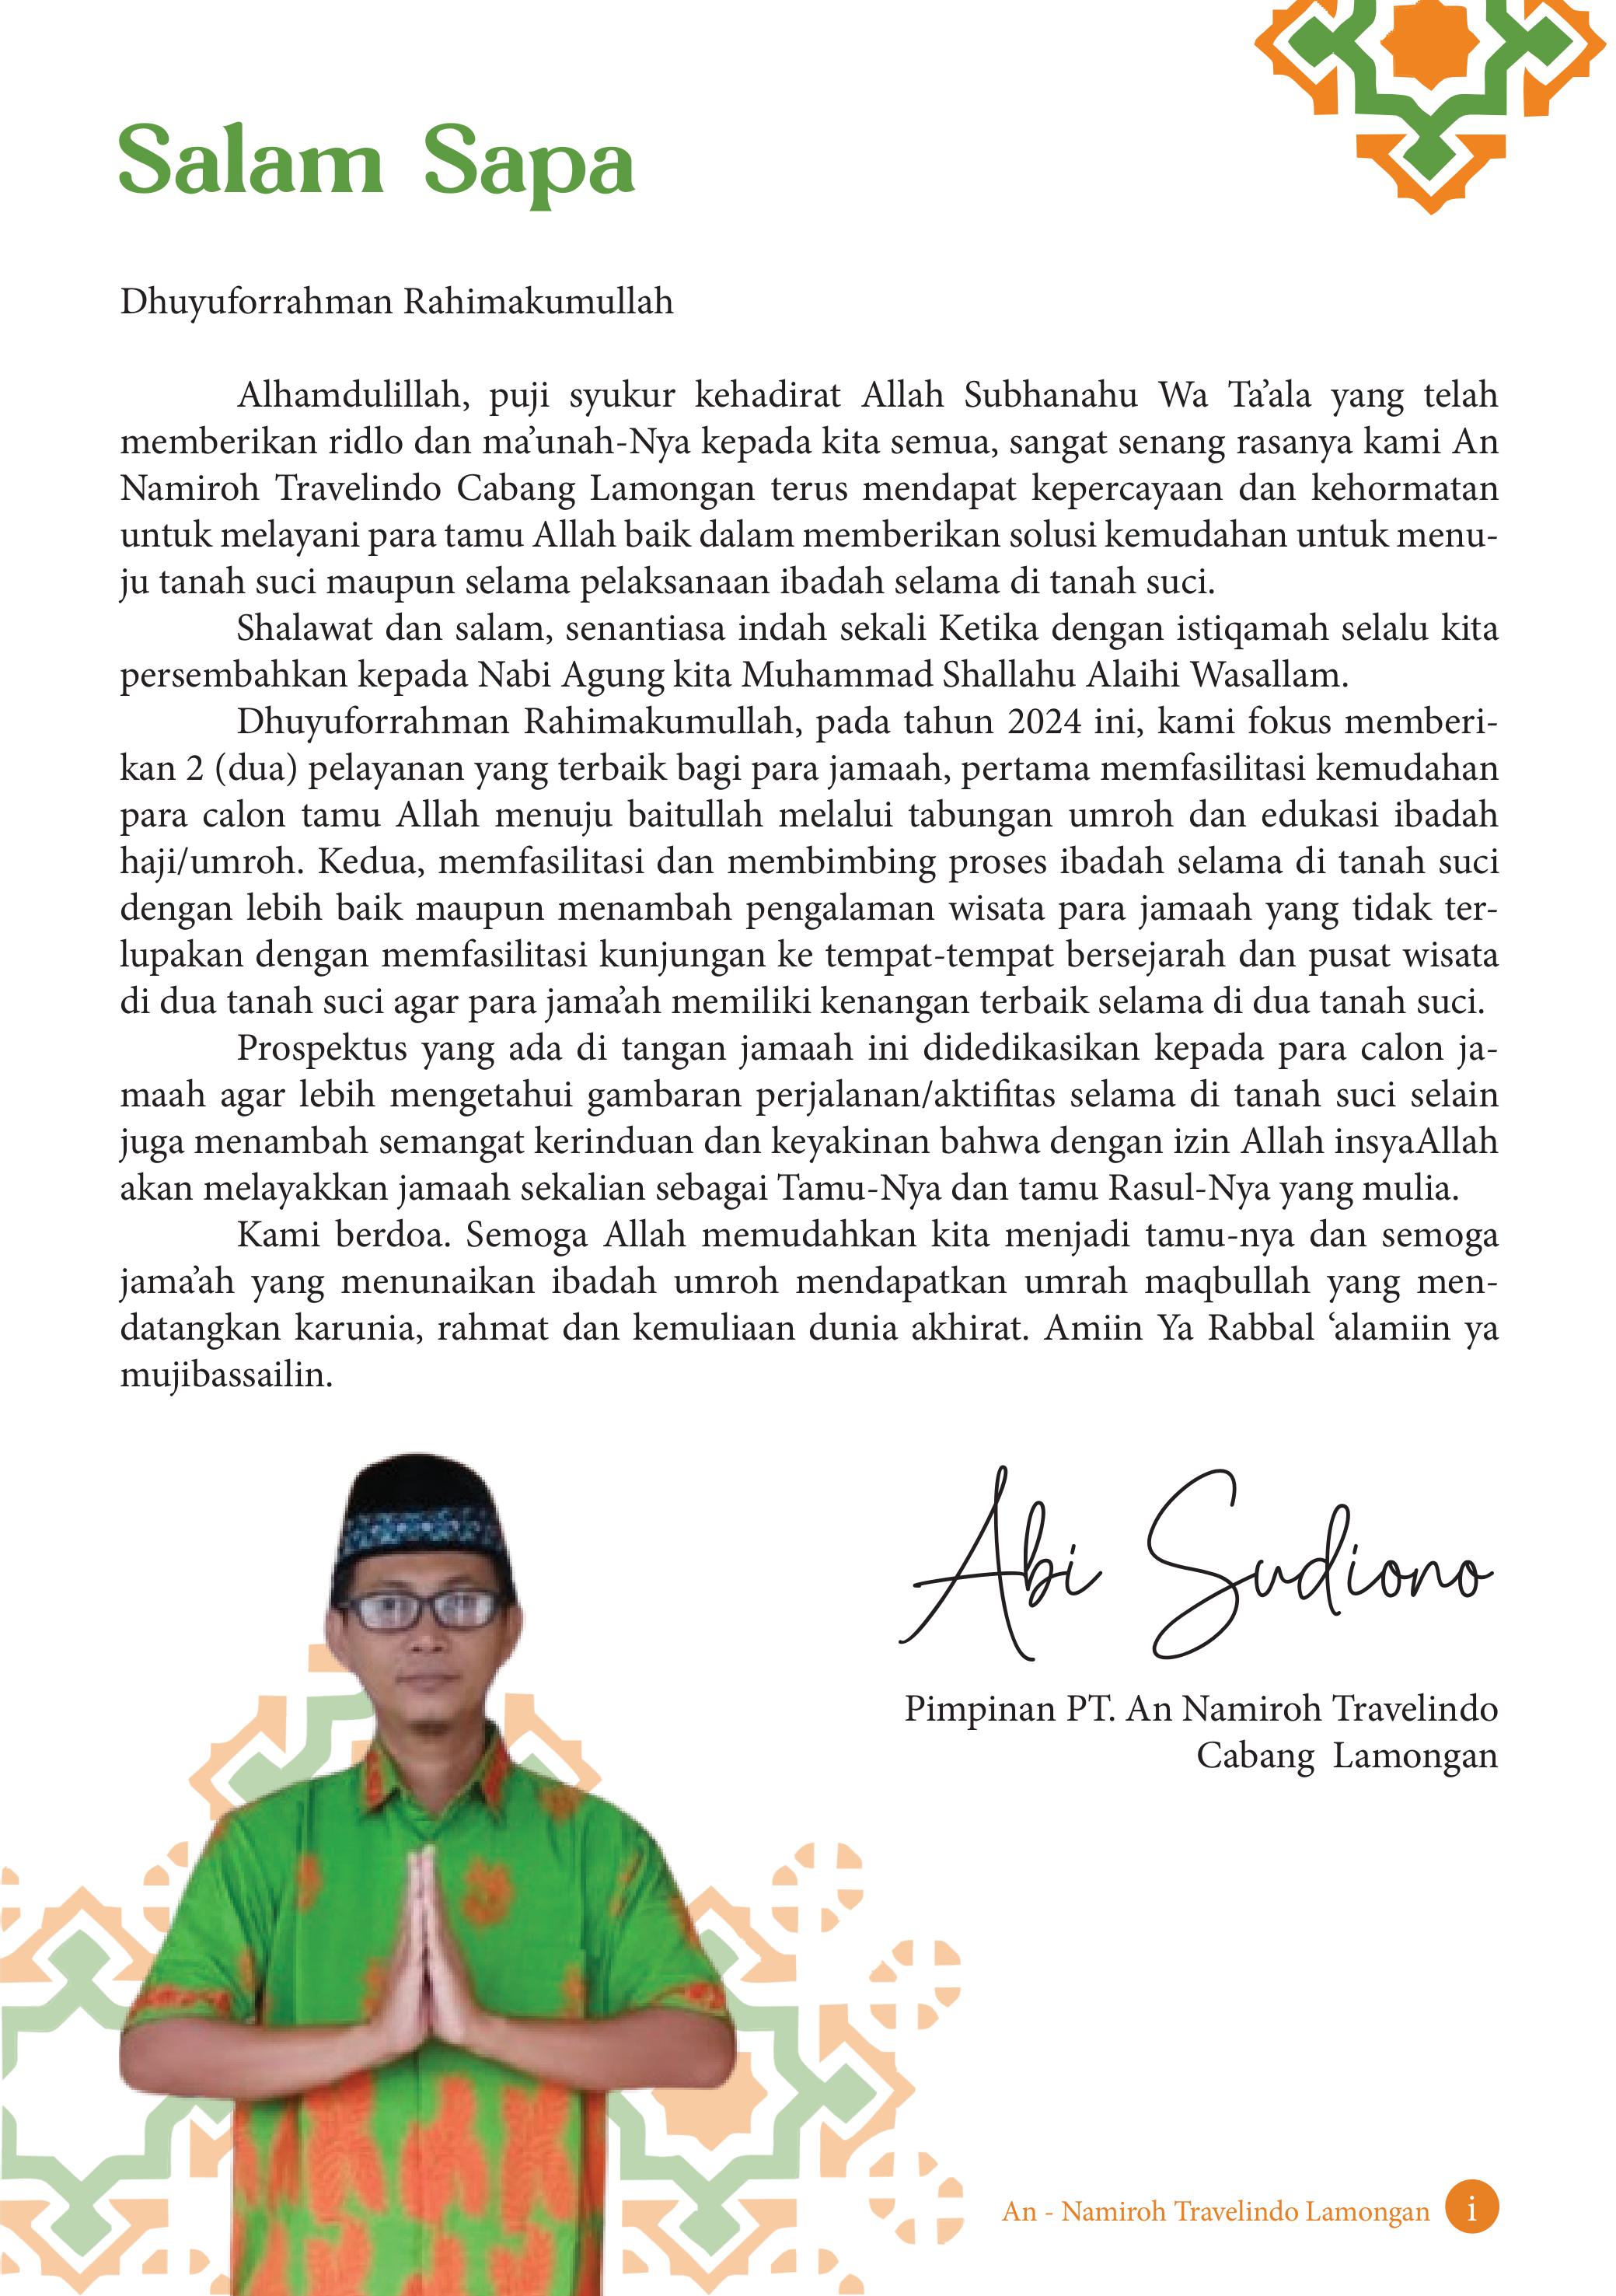 Salam Sapa
Dhuyuforrahman Rahimakumullah
Alhamdulillah, puji syukur kehadirat Allah Subhanahu Wa Ta’ala yang telah
memberikan ridlo dan ma’unah-Nya kepada kita semua, sangat senang rasanya kami An
Namiroh Travelindo Cabang Lamongan terus mendapat kepercayaan dan kehormatan
untuk melayani para tamu Allah baik dalam memberikan solusi kemudahan untuk menu-
ju tanah suci maupun selama pelaksanaan ibadah selama di tanah suci.
Shalawat dan salam, senantiasa indah sekali Ketika dengan istiqamah selalu kita
persembahkan kepada Nabi Agung kita Muhammad Shallahu Alaihi Wasallam.
Dhuyuforrahman Rahimakumullah, pada tahun 2024 ini, kami fokus memberi-
kan 2 (dua) pelayanan yang terbaik bagi para jamaah, pertama memfasilitasi kemudahan
para calon tamu Allah menuju baitullah melalui tabungan umroh dan edukasi ibadah
haji/umroh. Kedua, memfasilitasi dan membimbing proses ibadah selama di tanah suci
dengan lebih baik maupun menambah pengalaman wisata para jamaah yang tidak ter-
lupakan dengan memfasilitasi kunjungan ke tempat-tempat bersejarah dan pusat wisata
di dua tanah suci agar para jama’ah memiliki kenangan terbaik selama di dua tanah suci.
Prospektus yang ada di tangan jamaah ini didedikasikan kepada para calon ja-
maah agar lebih mengetahui gambaran perjalanan/aktifitas selama di tanah suci selain
juga menambah semangat kerinduan dan keyakinan bahwa dengan izin Allah insyaAllah
akan melayakkan jamaah sekalian sebagai Tamu-Nya dan tamu Rasul-Nya yang mulia.
Kami berdoa. Semoga Allah memudahkan kita menjadi tamu-nya dan semoga
jama’ah yang menunaikan ibadah umroh mendapatkan umrah maqbullah yang men-
datangkan karunia, rahmat dan kemuliaan dunia akhirat. Amiin Ya Rabbal ‘alamiin ya
mujibassailin.
Abi Sudiono
Pimpinan PT. An Namiroh Travelindo
Cabang Lamongan
An - Namiroh Travelindo Lamongan i